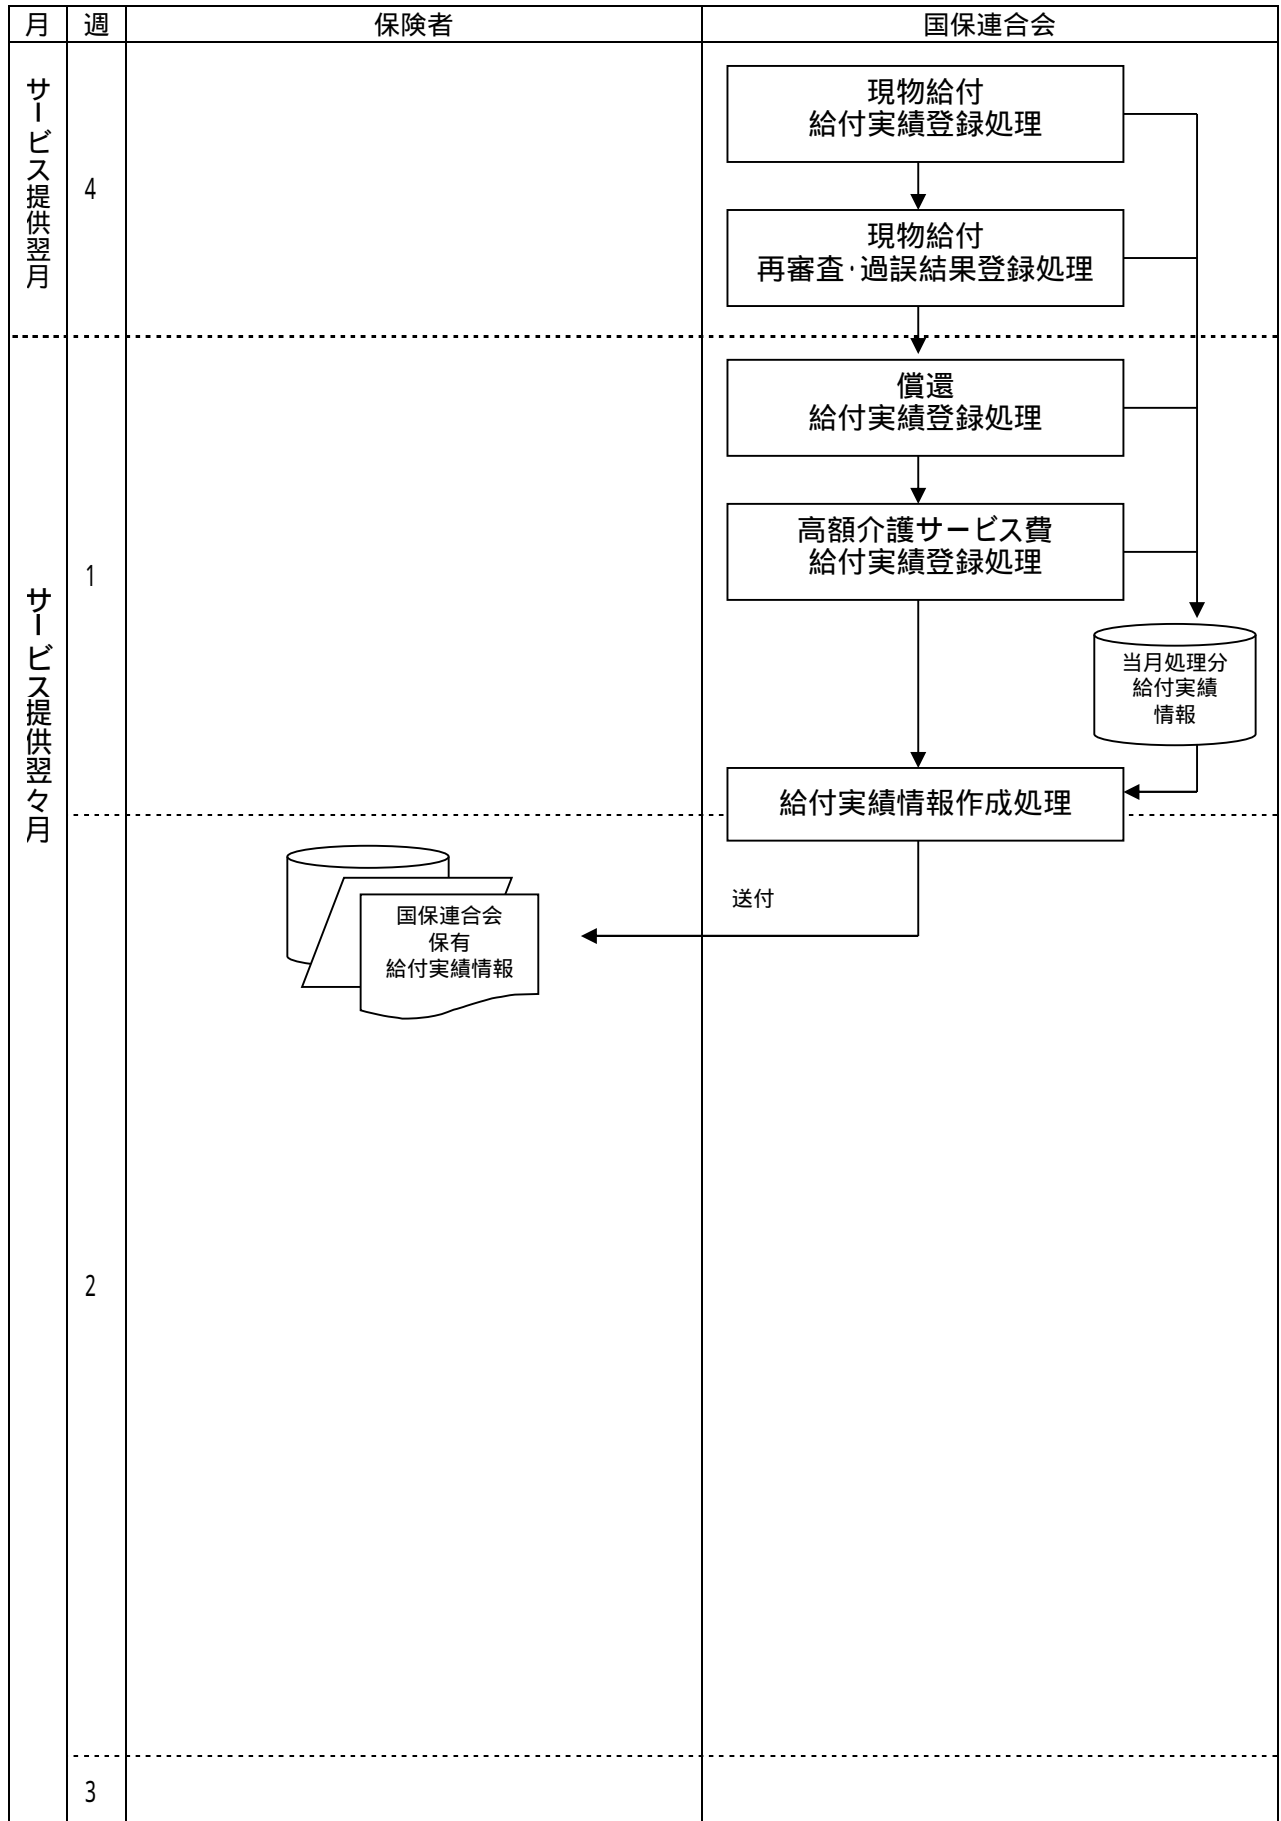 月
週
保険者
国保連合会
サービス提供翌月
4
現物給付
給付実績登録処理
現物給付
再審査・過誤結果登録処理
サービス提供翌々月
1
償還
給付実績登録処理
高額介護サービス費
給付実績登録処理
当月処理分
給付実績
情報
給付実績情報作成処理
送付
国保連合会
保有
給付実績情報
2
3